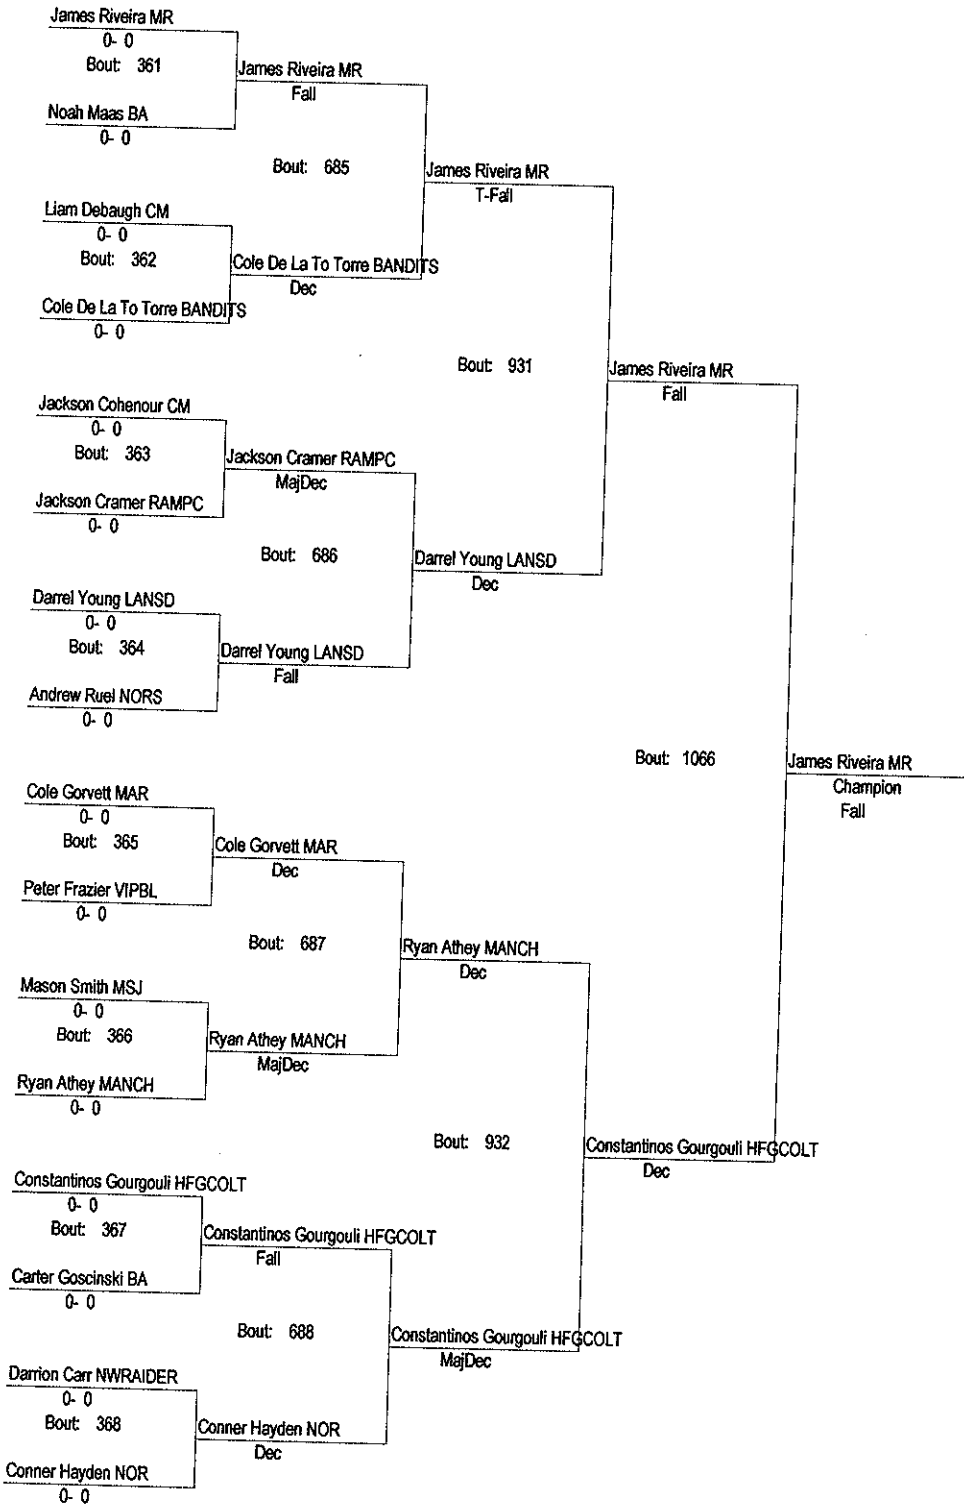 James Riveira MR
0- 0
Bout: 361
James Riveira MR
Fall
Noah Maas BA
0- 0
Bout: 685
James Riveira MR
T-Fall
Liam Debaugh CM
0- 0
Bout: 362
Cole De La To Torre BANDITS
Dec
Cole De La To Torre BANDITS
0- 0
Bout: 931
James Riveira MR
Fall
Jackson Cohenour CM
0- 0
Bout: 363
Jackson Cramer RAMPC
MajDec
Jackson Cramer RAMPC
0- 0
Bout: 686
Darrel Young LANSD
Dec
Darrel Young LANSD
0- 0
Bout: 364
Darrel Young LANSD
Fall
Andrew Ruel NORS
0- 0
Bout: 1066
James Riveira MR
Champion
Fall
Cole Gorvett MAR
0- 0
Bout: 365
Cole Gorvett MAR
Dec
Peter Frazier VIPBL
0- 0
Bout: 687
Ryan Athey MANCH
Dec
Mason Smith MSJ
0- 0
Bout: 366
Ryan Athey MANCH
MajDec
Ryan Athey MANCH
0- 0
Bout: 932
Constantinos Gourgouli HFGCOLT
Dec
Constantinos Gourgouli HFGCOLT
0- 0
Bout: 367
Constantinos Gourgouli HFGCOLT
Fall
Carter Goscinski BA
0- 0
Bout: 688
Constantinos Gourgouli HFGCOLT
MajDec
Darrion Carr NWRAIDER
0- 0
Bout: 368
Conner Hayden NOR
Dec
Conner Hayden NOR
0- 0